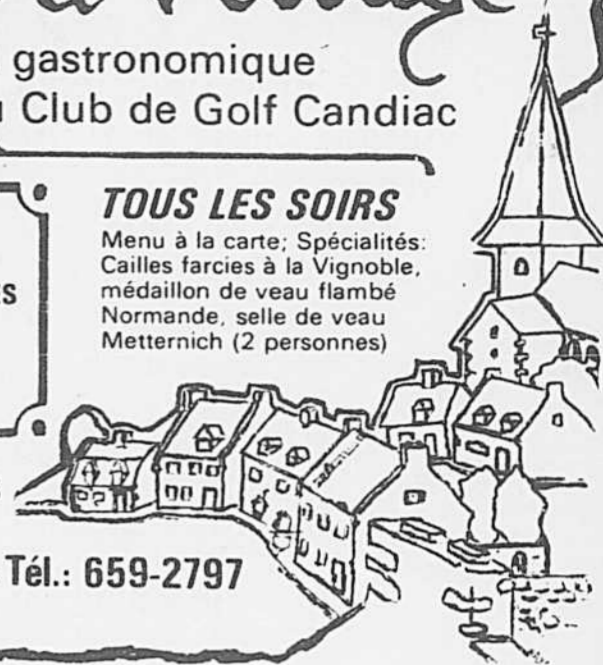 gastronomique
Club de Golf Candiac
TOUS LES SOIRS
Menu à la carte; Spécialités:
Cailles farcies à la Vignoble,
médaillon de veau flambé
Normande, selle de veau
Metternich (2 personnes)
Tél.: 659-2797